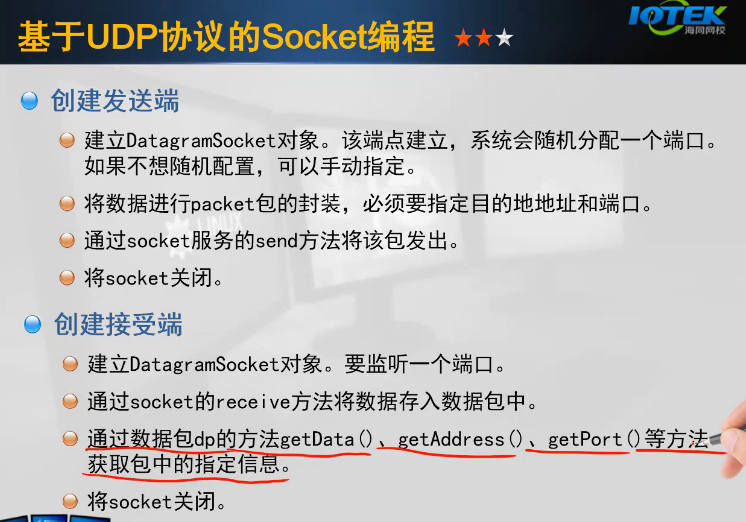 基于UDP协议的Socket编程
IOTEK
海同网校
创建发送端
建立DatagramSocket对象。该端点建立，系统会随机分配一个端口。
如果不想随机配置，可以手动指定。
将数据进行packet包的封装，必须要指定目的地地址和端口。
通过socket服务的send方法将该包发出。
将socket关闭。
创建接受端
建立DatagramSocket对象。要监听一个端口。
通过socket的receive方法将数据存入数据包中。
通过数据包dp的方法getData()、getAddress()、getPort()等方法
获取包中的指定信息。
将socket关闭。
LINUX